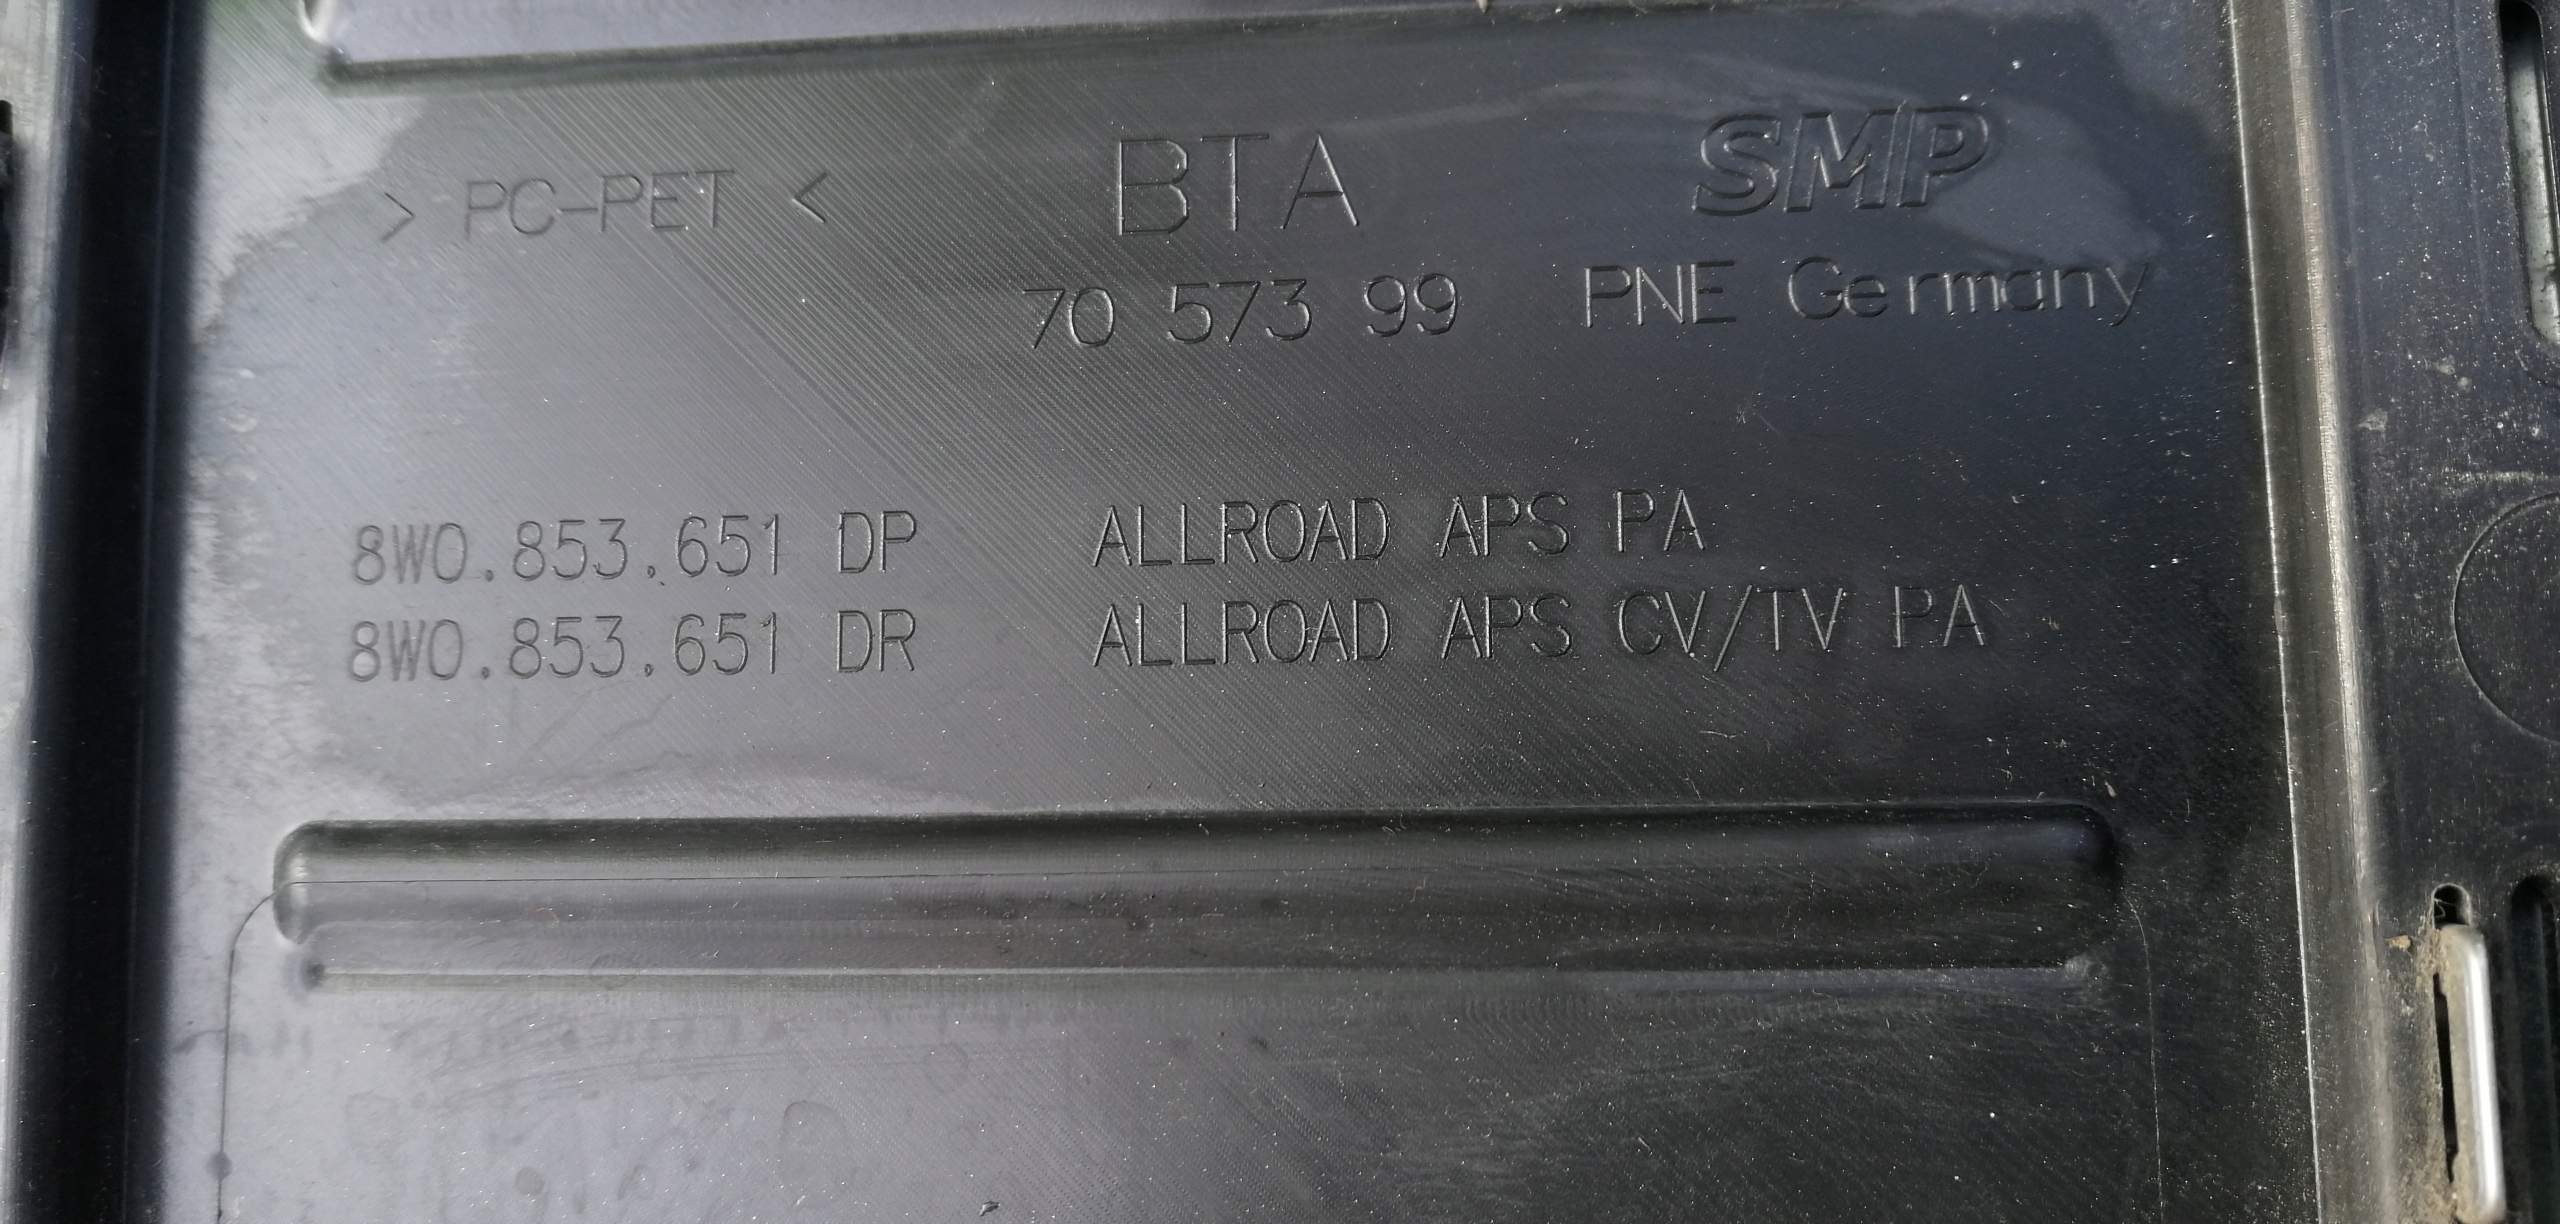 > PC-PET <
BTA
70 573 99
SMP
PNE Germany
8W0.853.651 DP ALLROAD APS PA
8W0.853.651 DR ALLROAD APS CV/TV PA